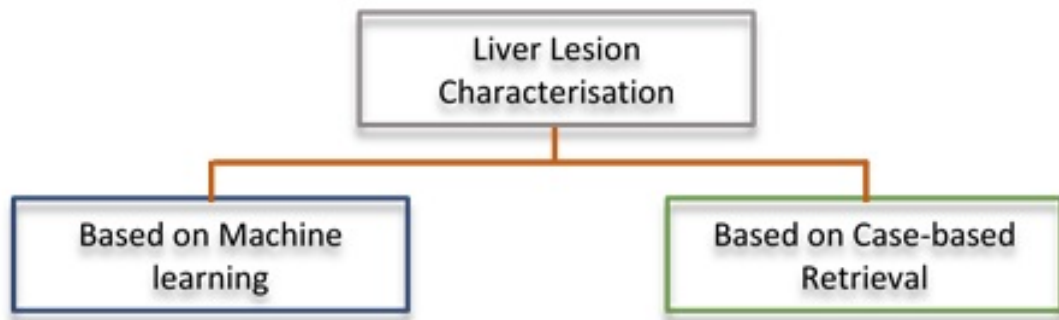 Liver Lesion
Characterisation
Based on Machine
learning
Based on Case-based
Retrieval